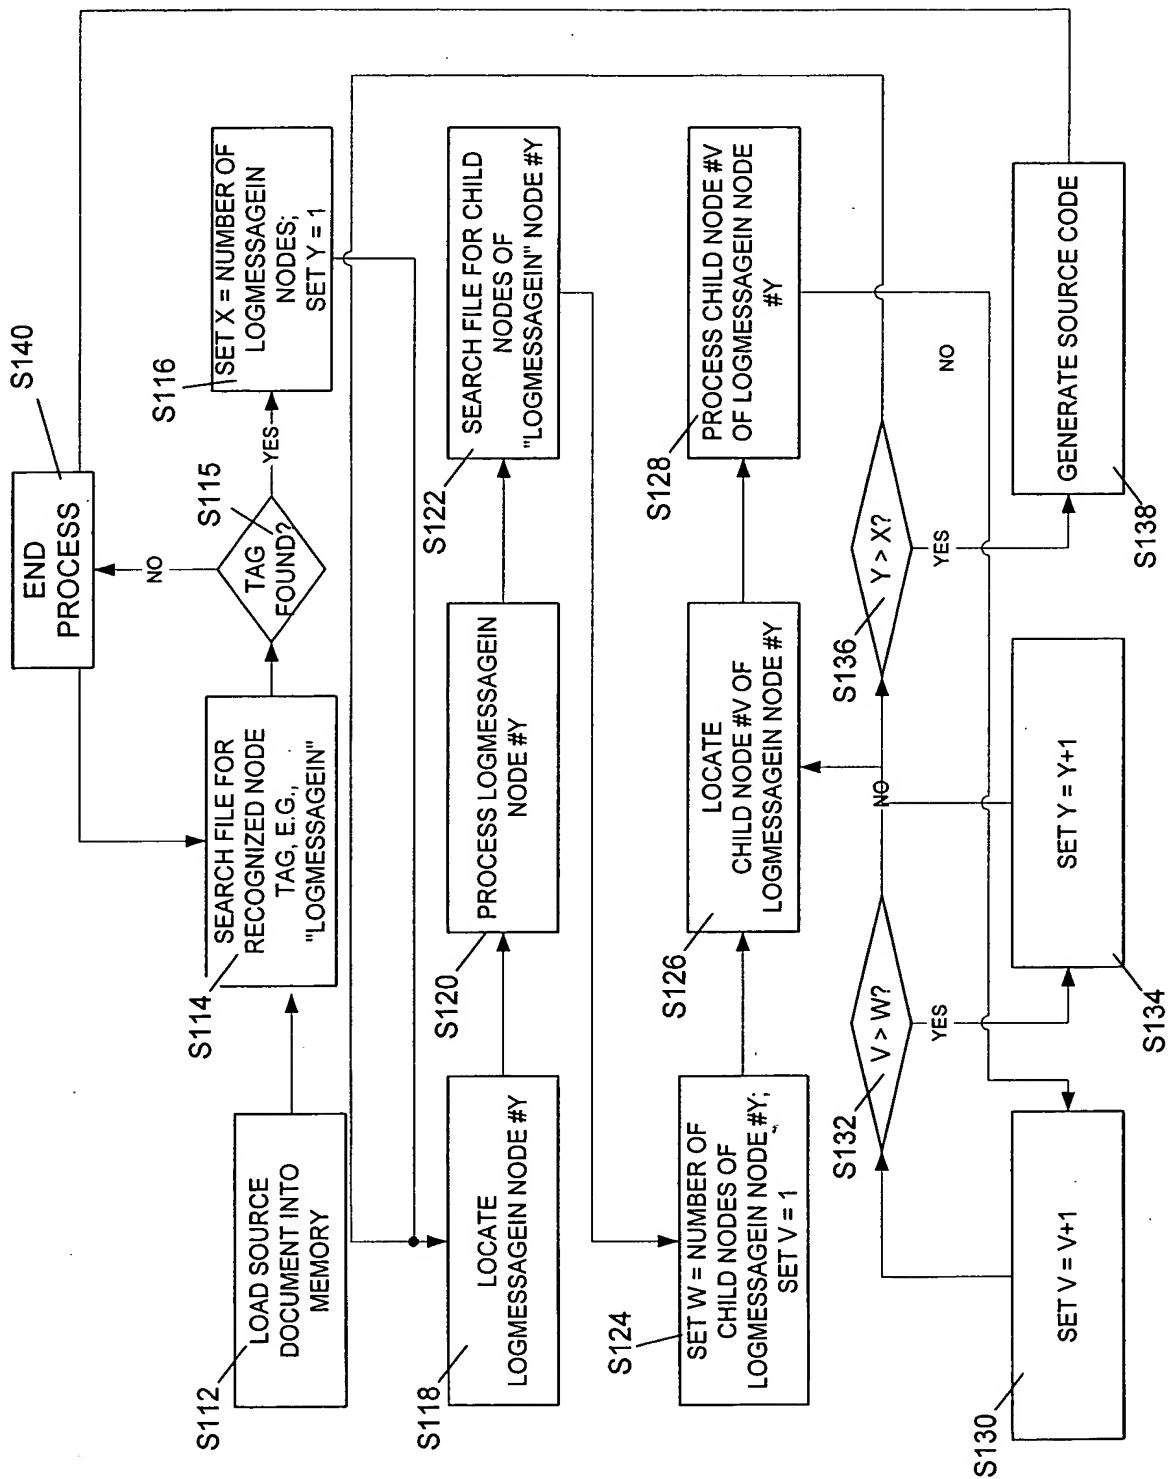 S140
END
PROCESS
S112
LOAD SOURCE
DOCUMENT INTO
MEMORY
S114
SEARCH FILE FOR
RECOGNIZED NODE
TAG, E.G.,
"LOGMESSAGEIN"
S115
TAG
FOUND?
NO
YES
S116
SET X = NUMBER OF
LOGMESSAGEIN
NODES;
SET Y = 1
S118
LOCATE
LOGMESSAGEIN NODE #Y
S120
PROCESS LOGMESSAGEIN
NODE #Y
S122
SEARCH FILE FOR CHILD
NODES OF
"LOGMESSAGEIN" NODE #Y
S124
SET W = NUMBER OF
CHILD NODES OF
LOGMESSAGEIN NODE #Y;
SET V = 1
S126
LOCATE
CHILD NODE #V OF
LOGMESSAGEIN NODE #Y
S128
PROCESS CHILD NODE #V
OF LOGMESSAGEIN NODE
#Y
S132
V > W?
NO
YES
S136
Y > X?
NO
YES
S130
SET V = V+1
S134
SET Y = Y+1
S138
GENERATE SOURCE CODE